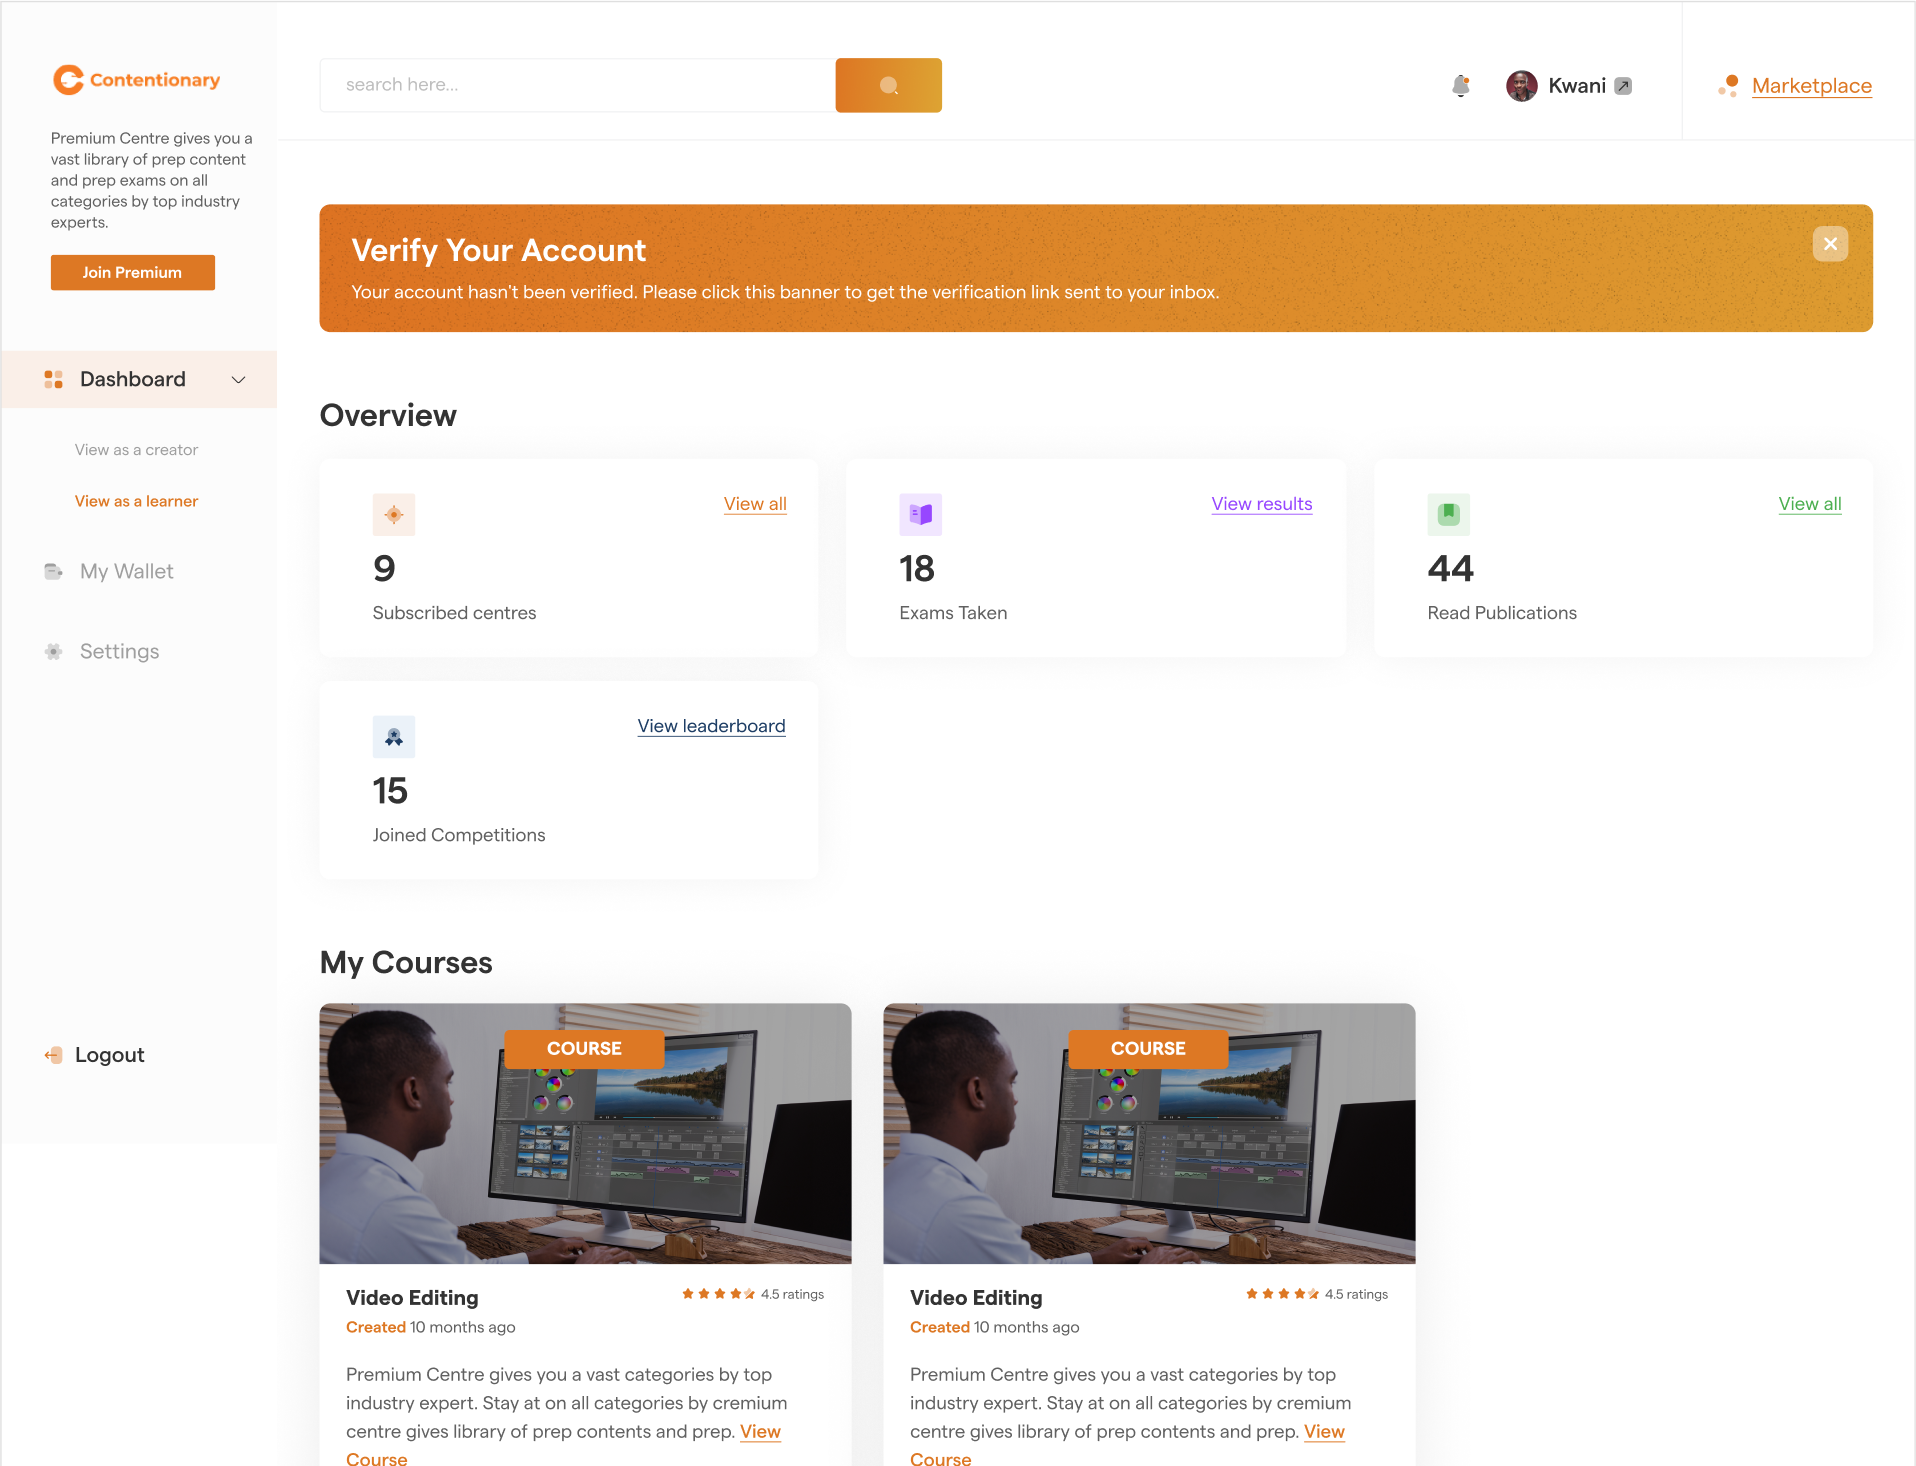 Contentionary
Premium Centre gives you a
vast library of prep content
and prep exams on all
categories by top industry
experts.
Join Premium
Dashboard
View as a creator
View as a learner
My Wallet
Settings
Logout
search here...
Kwani
Marketplace
Verify Your Account
Your account hasn't been verified. Please click this banner to get the verification link sent to your inbox.
Overview
View all
9
Subscribed centres
View results
18
Exams Taken
View all
44
Read Publications
View leaderboard
15
Joined Competitions
My Courses
COURSE
Video Editing
4.5 ratings
Created 10 months ago
Premium Centre gives you a vast categories by top
industry expert. Stay at on all categories by cremium
centre gives library of prep contents and prep. View
Course
COURSE
Video Editing
4.5 ratings
Created 10 months ago
Premium Centre gives you a vast categories by top
industry expert. Stay at on all categories by cremium
centre gives library of prep contents and prep. View
Course